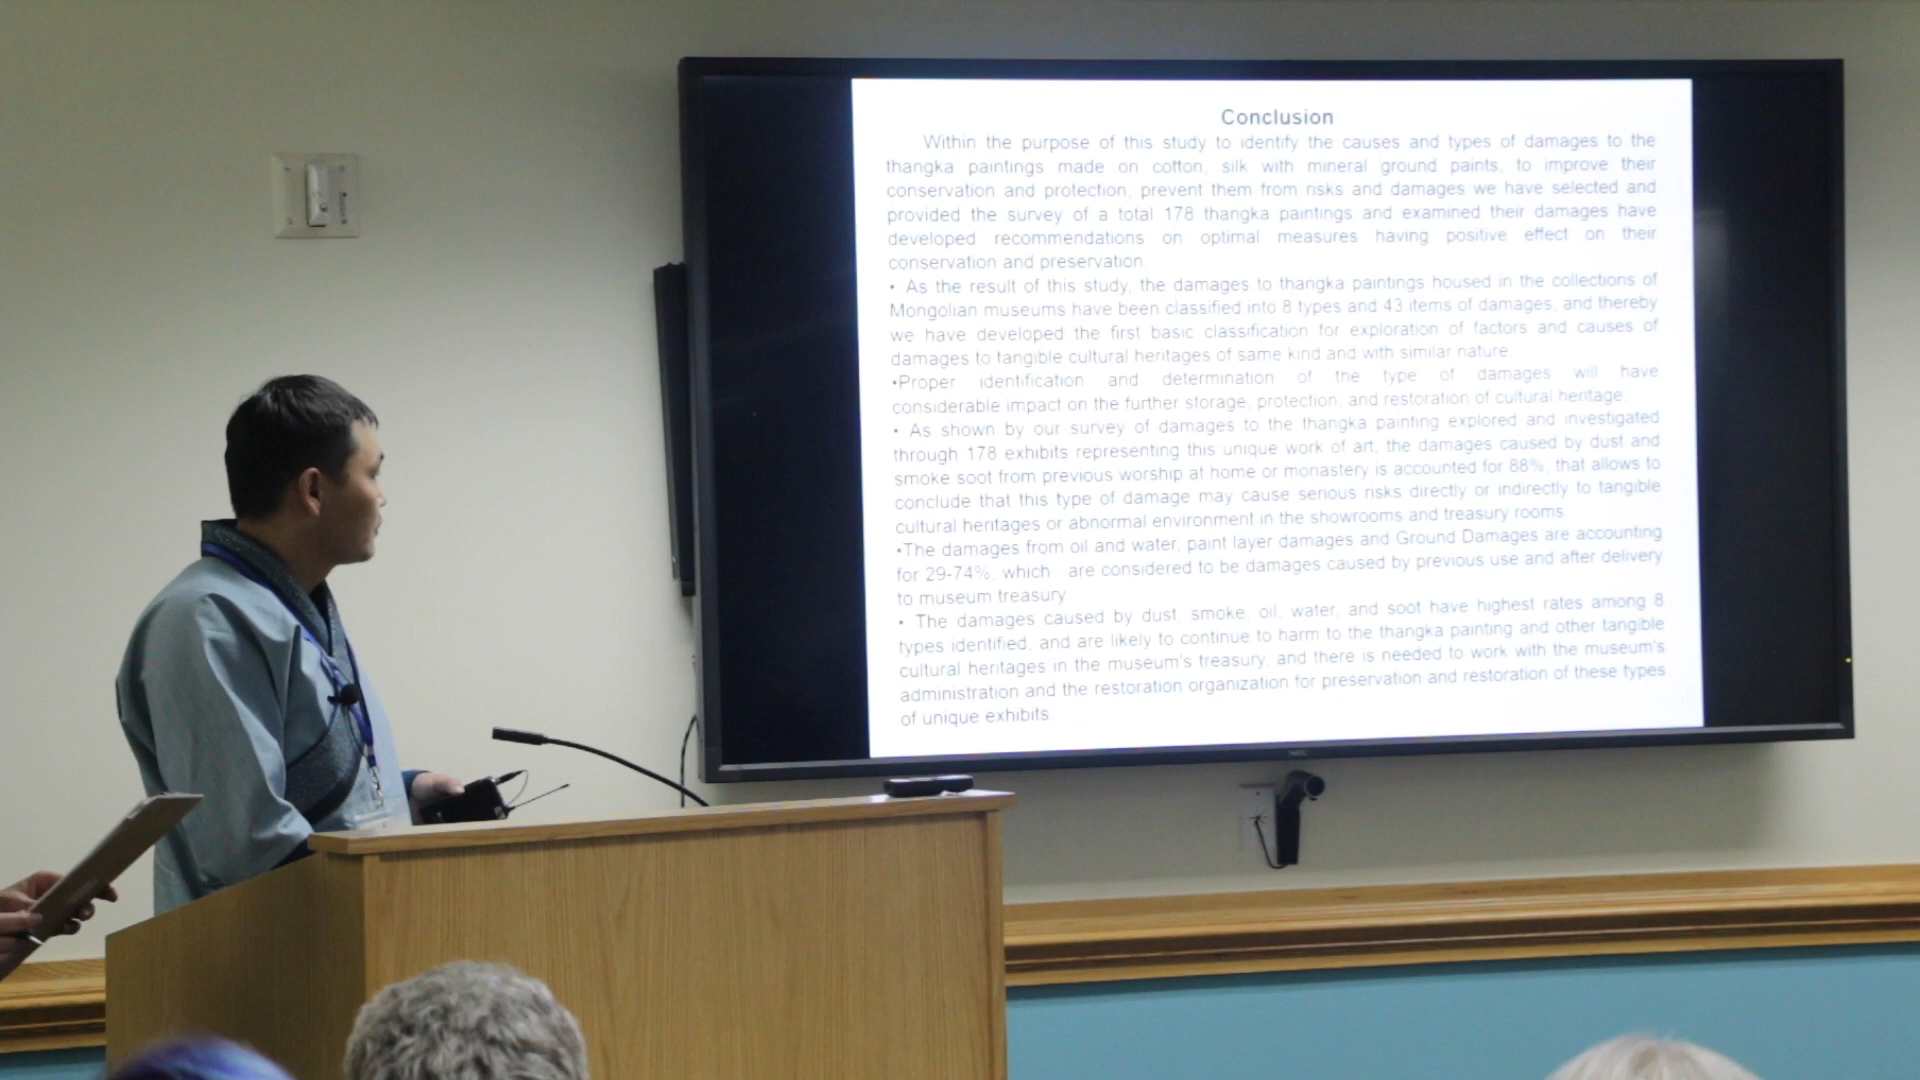 Conclusion
Within the purpose of this study to identify the causes and types of damages to the
thangka paintings made on cotton, silk with mineral ground paints, to improve their
conservation and protection, prevent them from risks and damages we have selected and
provided the survey of a total 178 thangka paintings and examined their damages have
developed recommendations on optimal measures having positive effect on their
conservation and preservation.
• As the result of this study, the damages to thangka paintings housed in the collections of
Mongolian museums have been classified into 8 types and 43 items of damages, and thereby
we have developed the first basic classification for exploration of factors and causes of
damages to tangible cultural heritages of same kind and with similar nature.
•Proper identification and determination of the type of damages will have
considerable impact on the further storage, protection, and restoration of cultural heritage.
• As shown by our survey of damages to the thangka painting explored and investigated
through 178 exhibits representing this unique work of art, the damages caused by dust and
smoke soot from previous worship at home or monastery is accounted for 88%, that allows to
conclude that this type of damage may cause serious risks directly or indirectly to tangible
cultural heritages or abnormal environment in the showrooms and treasury rooms.
•The damages from oil and water, paint layer damages and Ground Damages are accounting
for 29-74%, which are considered to be damages caused by previous use and after delivery
to museum treasury.
• The damages caused by dust, smoke, oil, water, and soot have highest rates among 8
types identified, and are likely to continue to harm to the thangka painting and other tangible
cultural heritages in the museum's treasury, and there is needed to work with the museum's
administration and the restoration organization for preservation and restoration of these types
of unique exhibits.
NEC